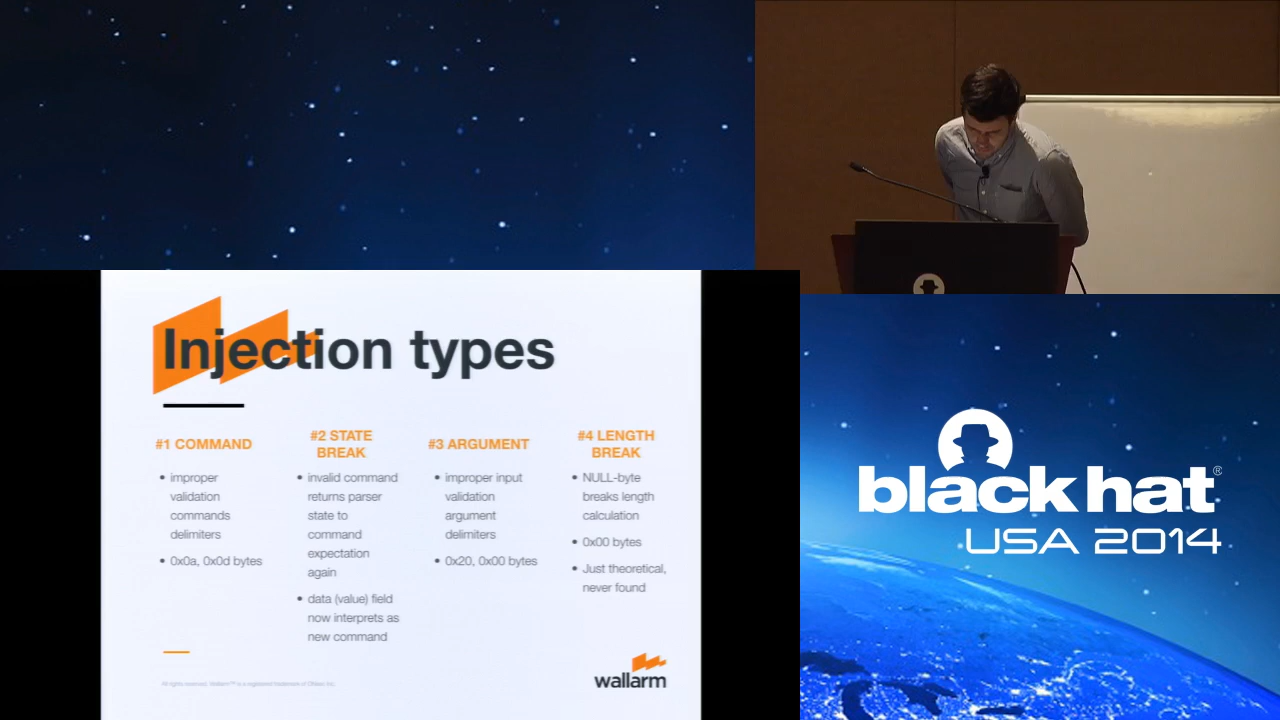 Injection types
#1 COMMAND
• improper
validation
commands
delimiters
• 0x0a, 0x0d bytes
#2 STATE
BREAK
• invalid command
returns parser
state to
command
expectation
again
• data (value) field
now interprets as
new command
#3 ARGUMENT
• improper input
validation
argument
delimiters
• 0x20, 0x00 bytes
#4 LENGTH
BREAK
• NULL-byte
breaks length
calculation
• 0x00 bytes
• Just theoretical,
never found
wallarm
black hat®
USA 2014